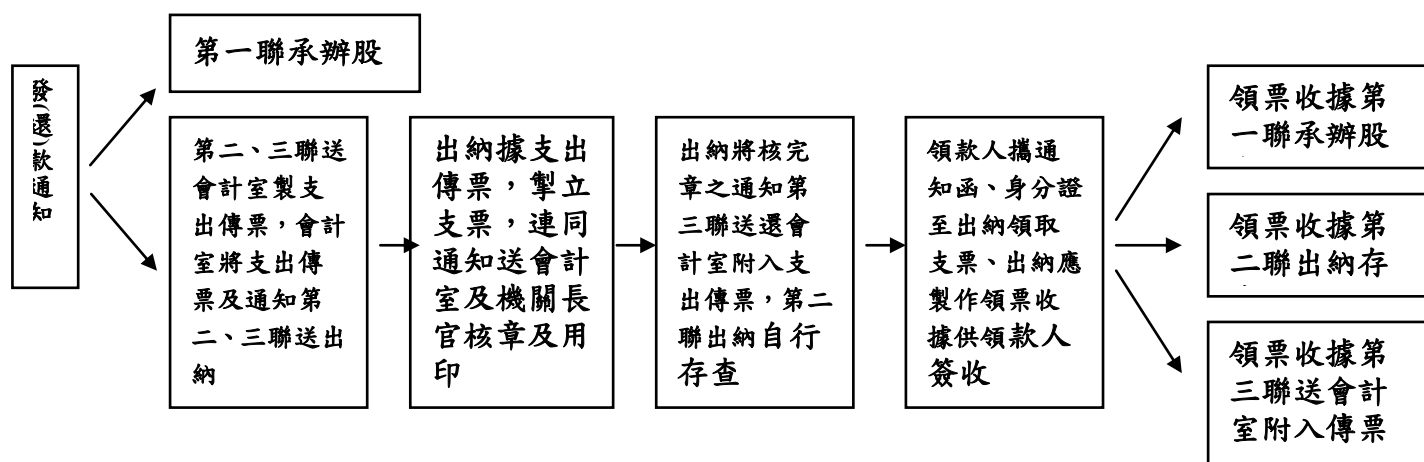 發(還)款通知
第一聯承辦股
第二、三聯送
會計室製支
出傳票，會計
室將支出傳
票及通知第
二、三聯送出
納
出納據支出
傳票，掣立
支票，連同
通知送會計
室及機關長
官核章及用
印
出納將核完
章之通知第
三聯送還會
計室附入支
出傳票，第二
聯出納自行
存查
領款人攜通
知函、身分證
至出納領取
支票、出納應
製作領票收
據供領款人
簽收
領票收據第
一聯承辦股
領票收據第
二聯出納存
領票收據第
三聯送會計
室附入傳票